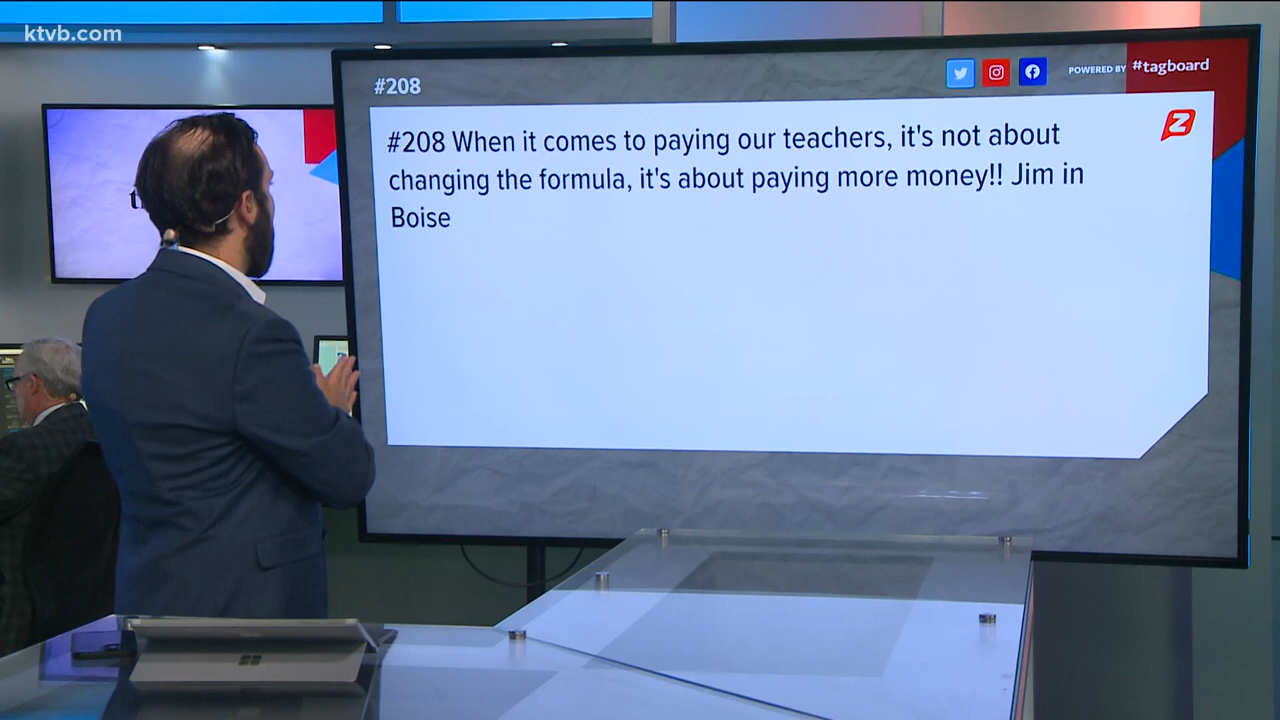 ktvb.com
#208
POWERED BY #tagboard
#208 When it comes to paying our teachers, it's not about
changing the formula, it's about paying more money!! Jim in
Boise